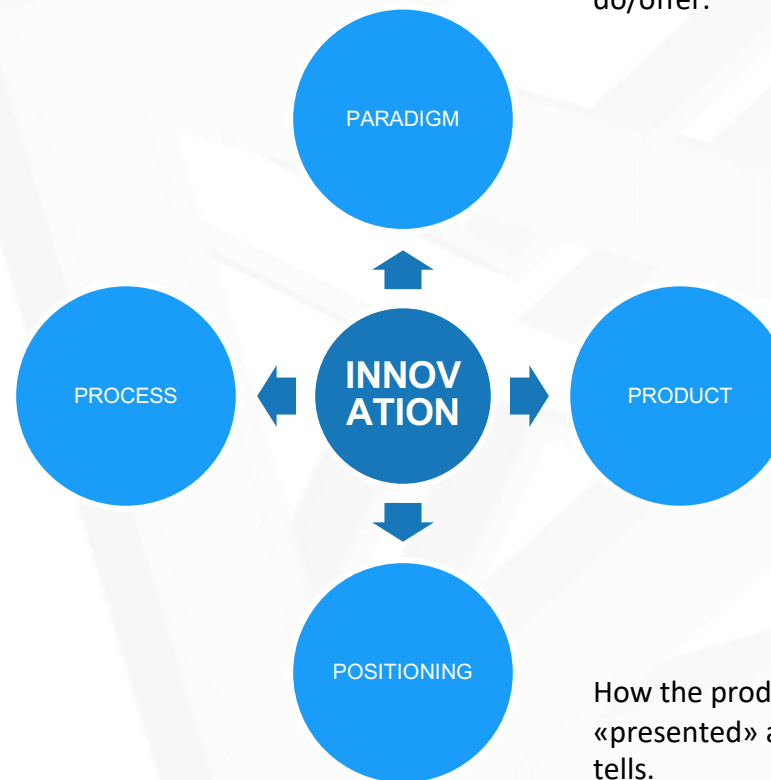 do/offer.
PARADIGM
PROCESS
INNOV
ATION
PRODUCT
POSITIONING
How the prod
«presented» a
tells.